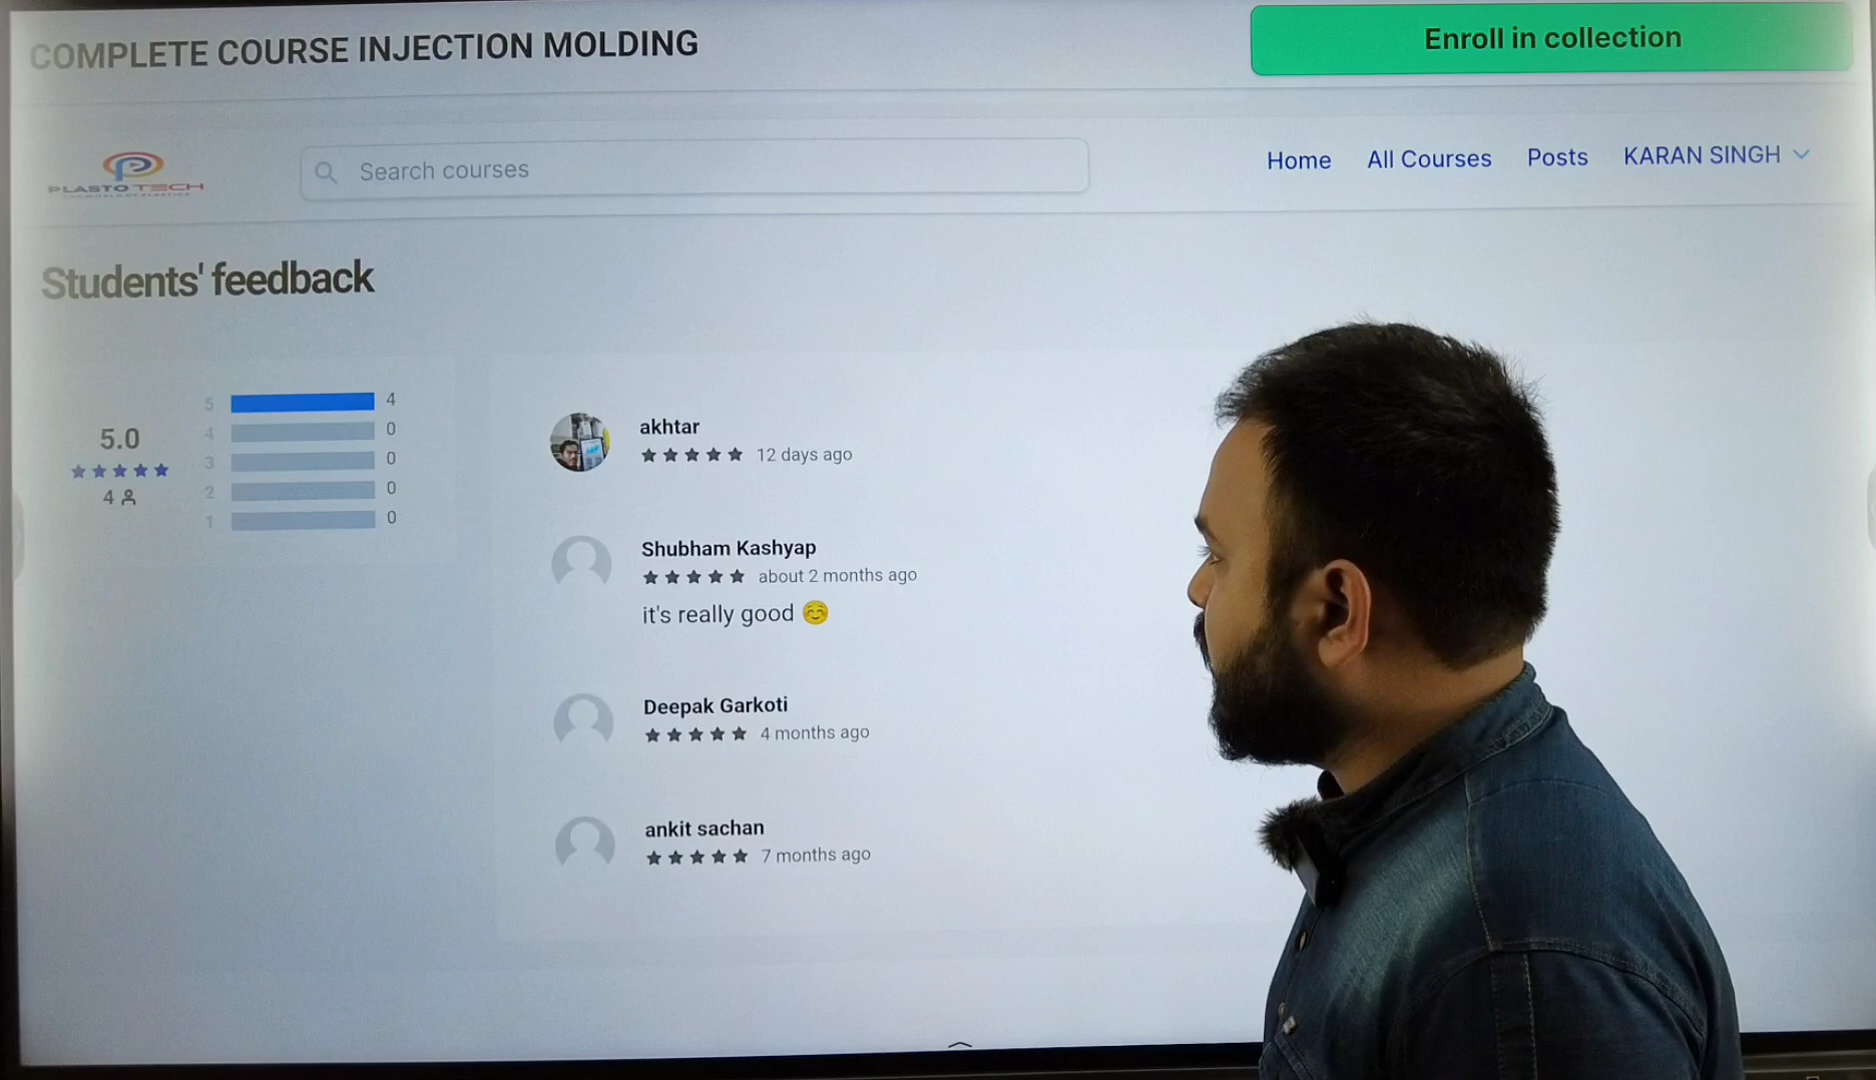 COMPLETE COURSE INJECTION MOLDING
Enroll in collection
PLASTO TECH
Search courses
Home All Courses Posts KARAN SINGH
Students' feedback
5.0
4
5 4
4 0
3 0
2 0
1 0
akhtar
12 days ago
Shubham Kashyap
about 2 months ago
it's really good ☺️
Deepak Garkoti
4 months ago
ankit sachan
7 months ago